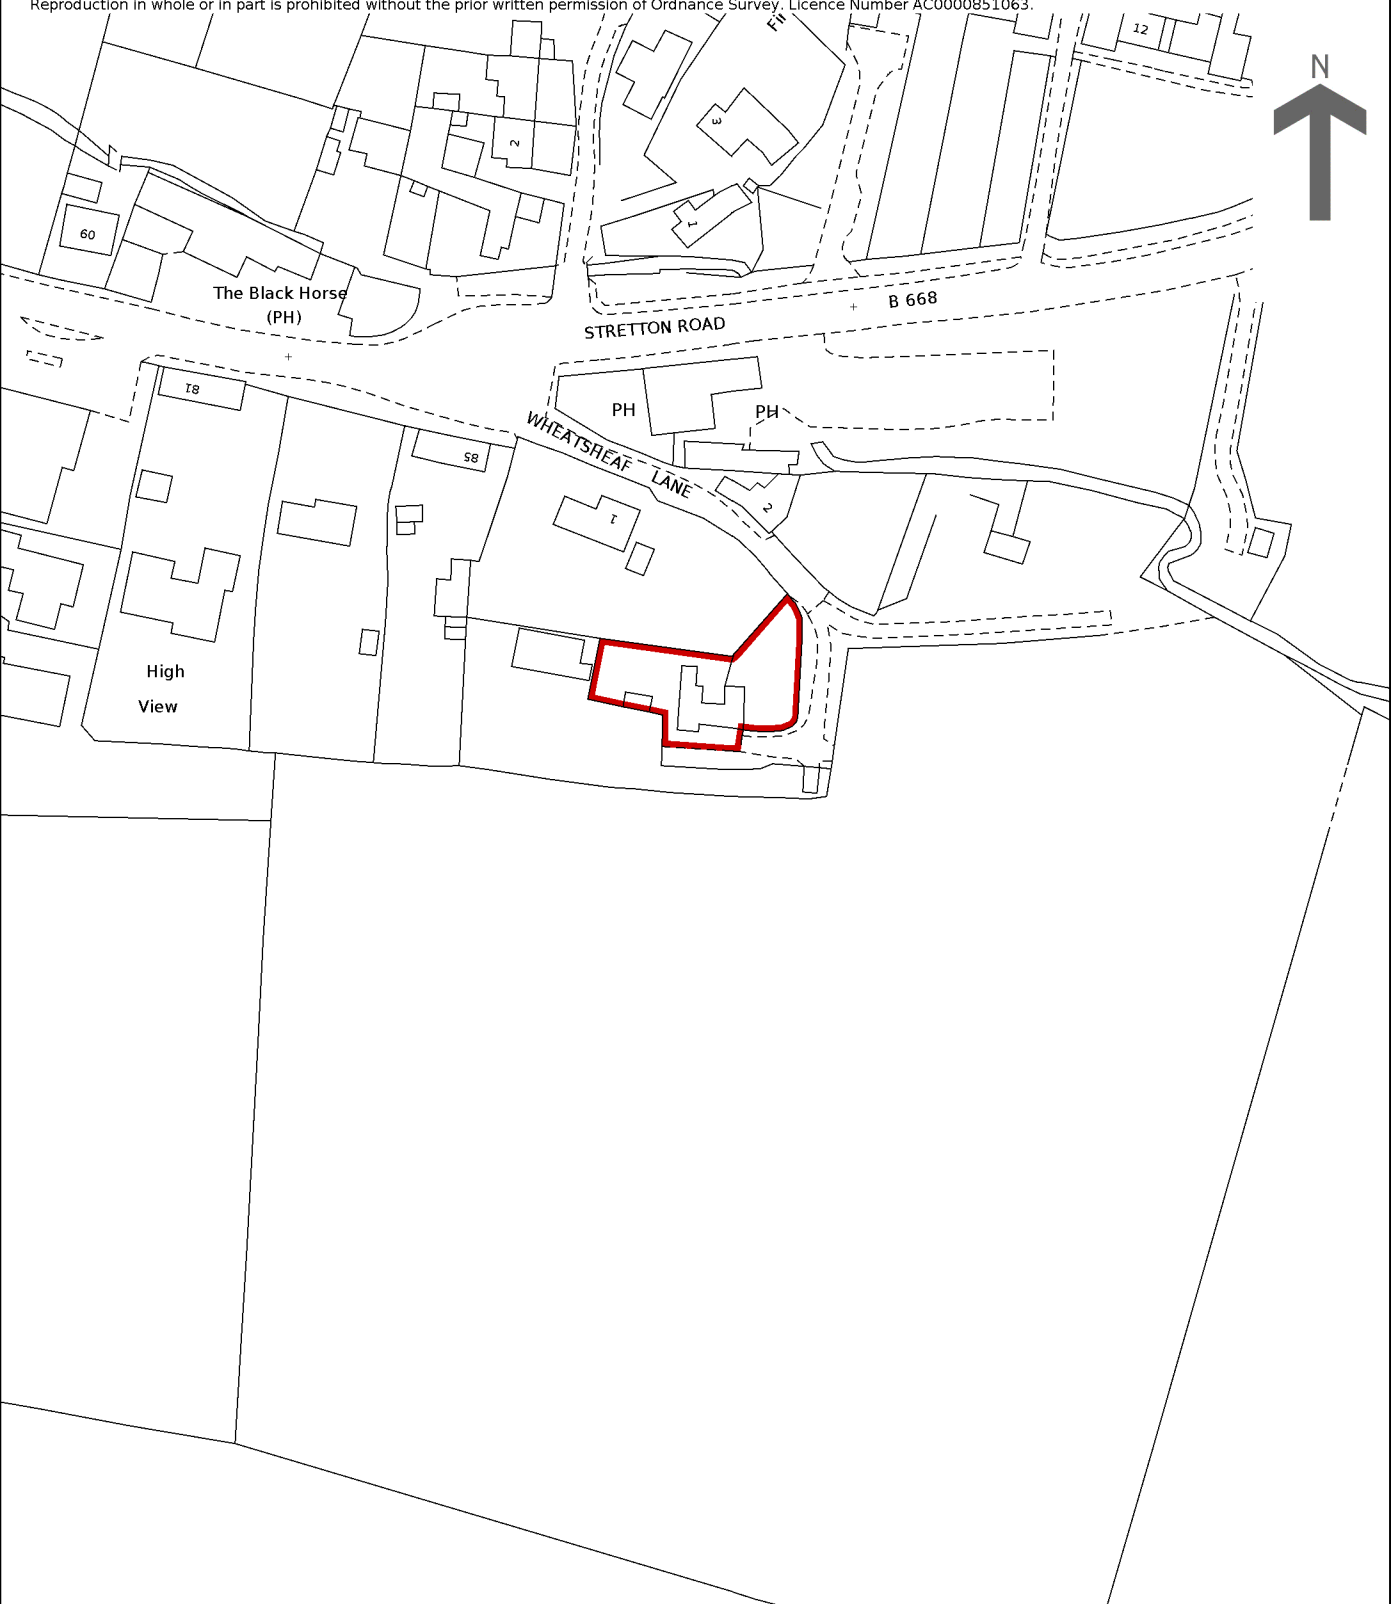 Reproduction in whole or in part is prohibited without the prior written permission of Ordnance Survey. Licence Number AC0000851063.
12
N
3
2
1
60
The Black Horse
(PH)
B 668
STRETTON ROAD
81
PH
PH
WHEATSHEAF LANE
85
2
1
High
View